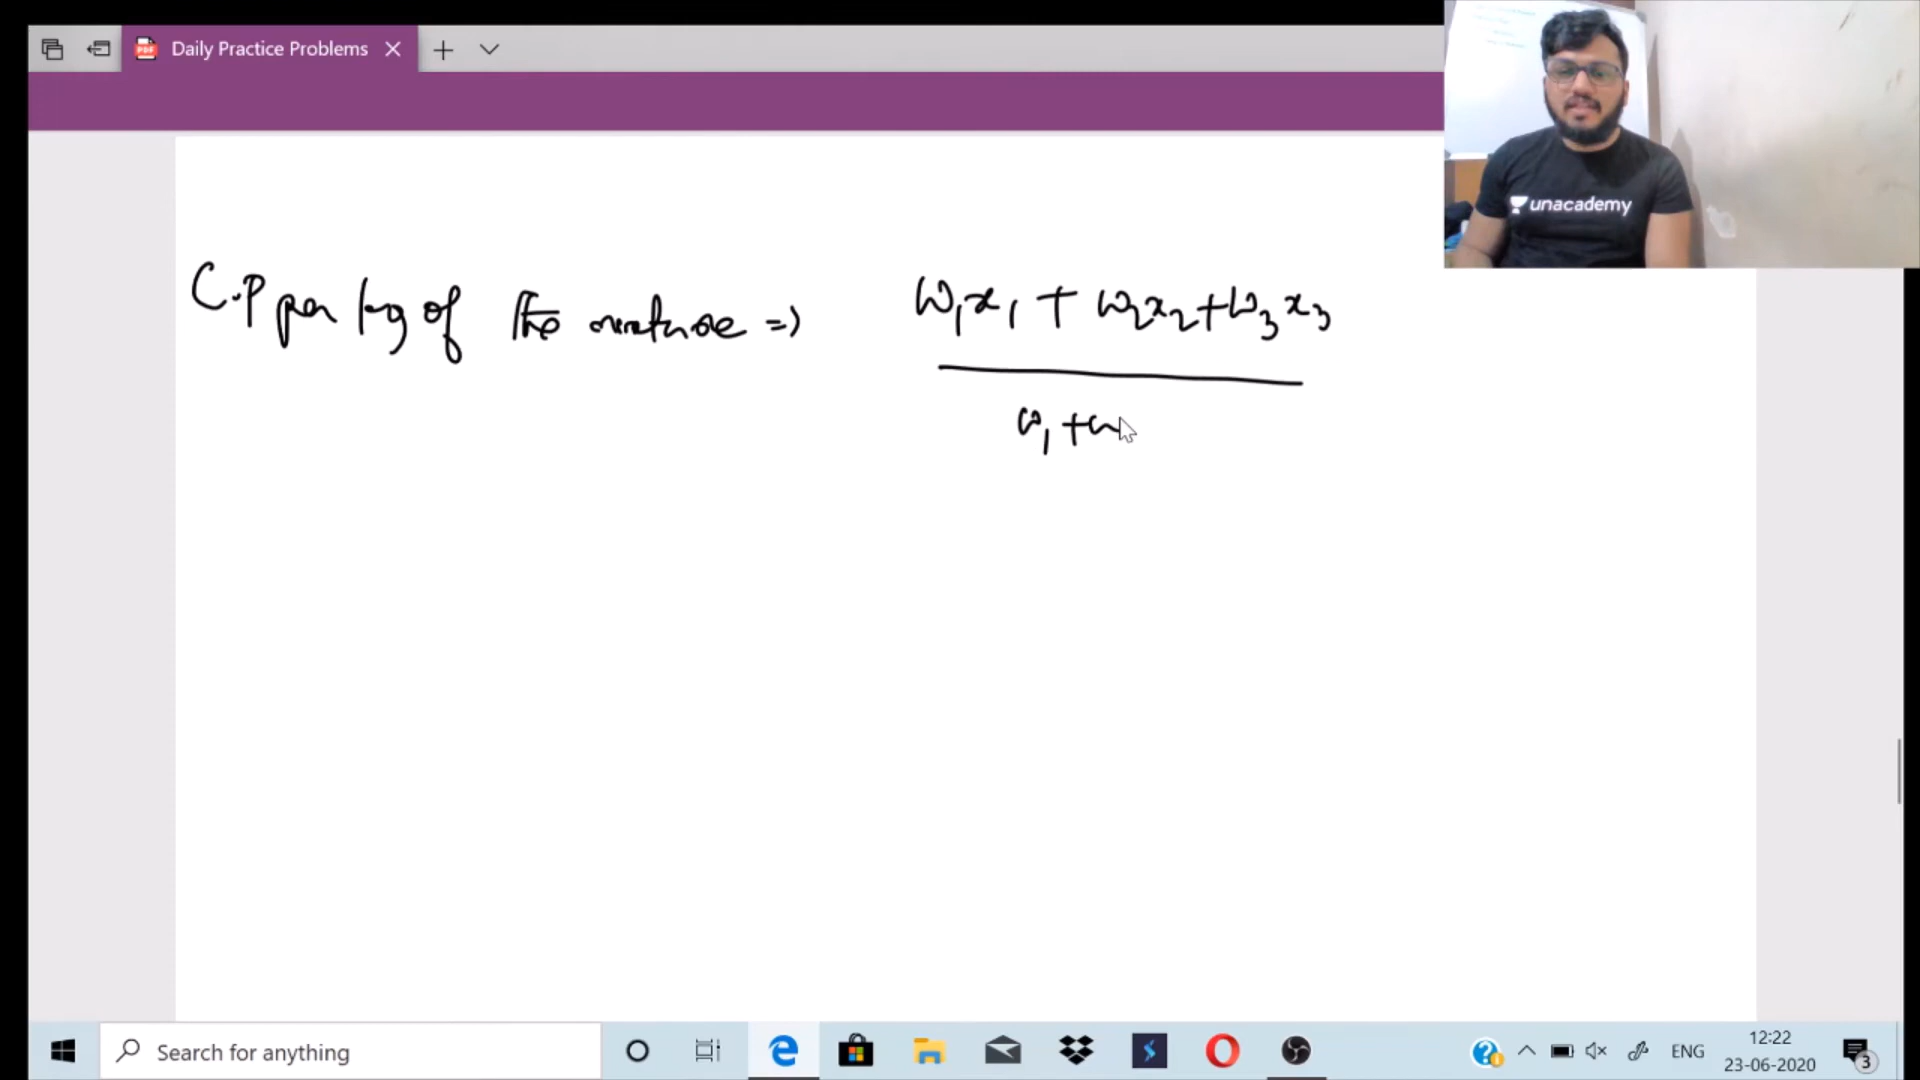 Daily Practice Problems
unacademy
C.P per kg of the mixture => w₁x₁ + w₂x₂ + w₃x₃
w₁ + w
Search for anything
ENG
12:22
23-06-2020
3